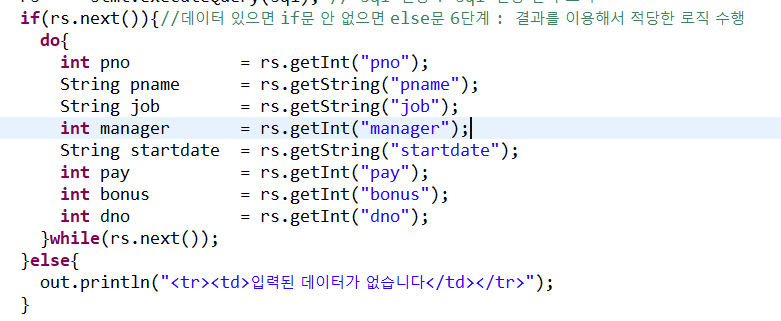 if(rs.next()){//데이터 있으면 if문 안 없으면 else문 6단계 : 결과를 이용해서 적당한 로직 수행
do{
int pno = rs.getInt("pno");
String pname = rs.getString("pname");
String job = rs.getString("job");
int manager = rs.getInt("manager");
String startdate = rs.getString("startdate");
int pay = rs.getInt("pay");
int bonus = rs.getInt("bonus");
int dno = rs.getInt("dno");
}while(rs.next());
}else{
out.println("<tr><td>입력된 데이터가 없습니다</td></tr>");
}